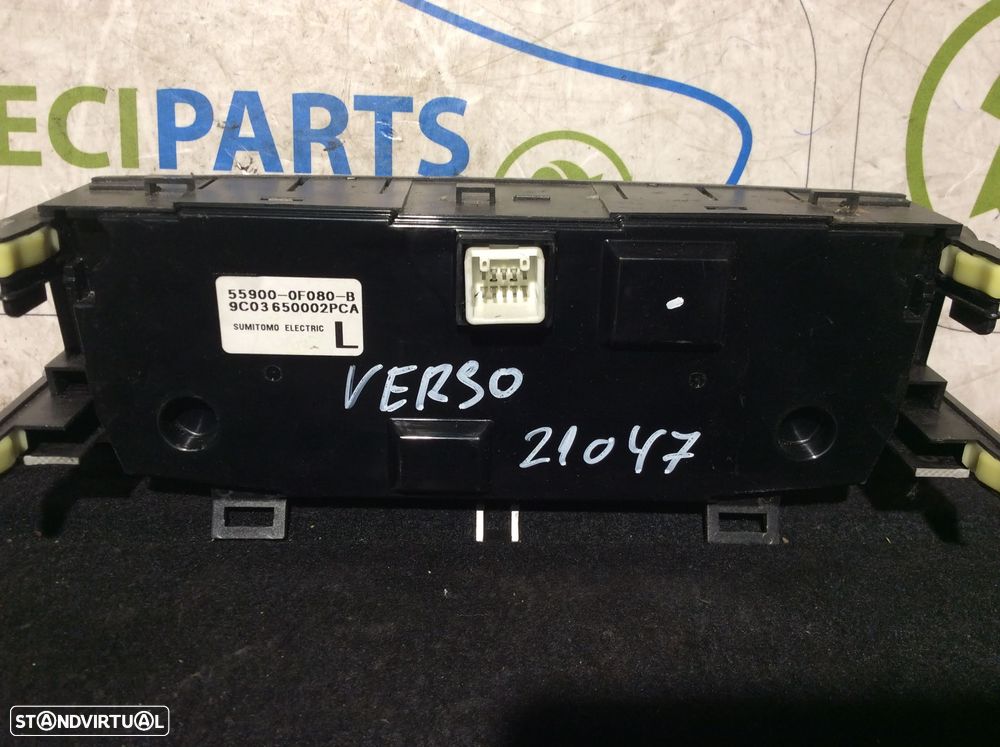 ECIPARTS
55900-0F080-B
9C03650002PCA
SUMITOMO ELECTRIC L
VERSO
21047
STANDVIRTUAL